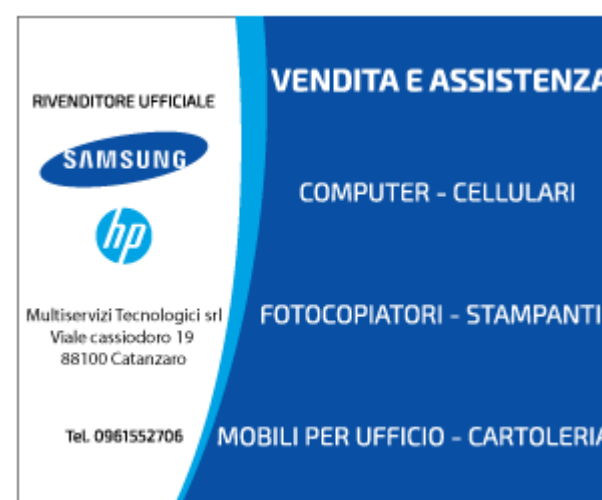 RIVENDITORE UFFICIALE
SAMSUNG
hp
Multiservizi Tecnologici srl
Viale cassiodoro 19
88100 Catanzaro
Tel. 0961552706
VENDITA E ASSISTENZA
COMPUTER - CELLULARI
FOTOCOPIATORI - STAMPANTI
MOBILI PER UFFICIO - CARTOLERIA